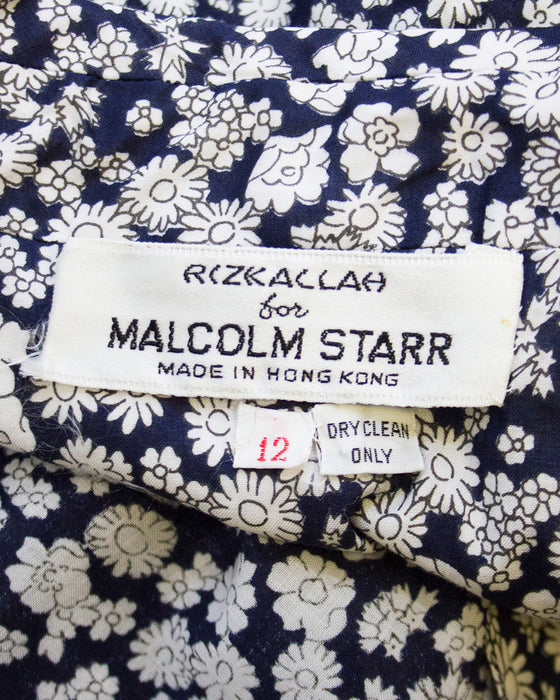 RIZKALLAH
for
MALCOLM STARR
MADE IN HONG KONG
12
DRY CLEAN
ONLY